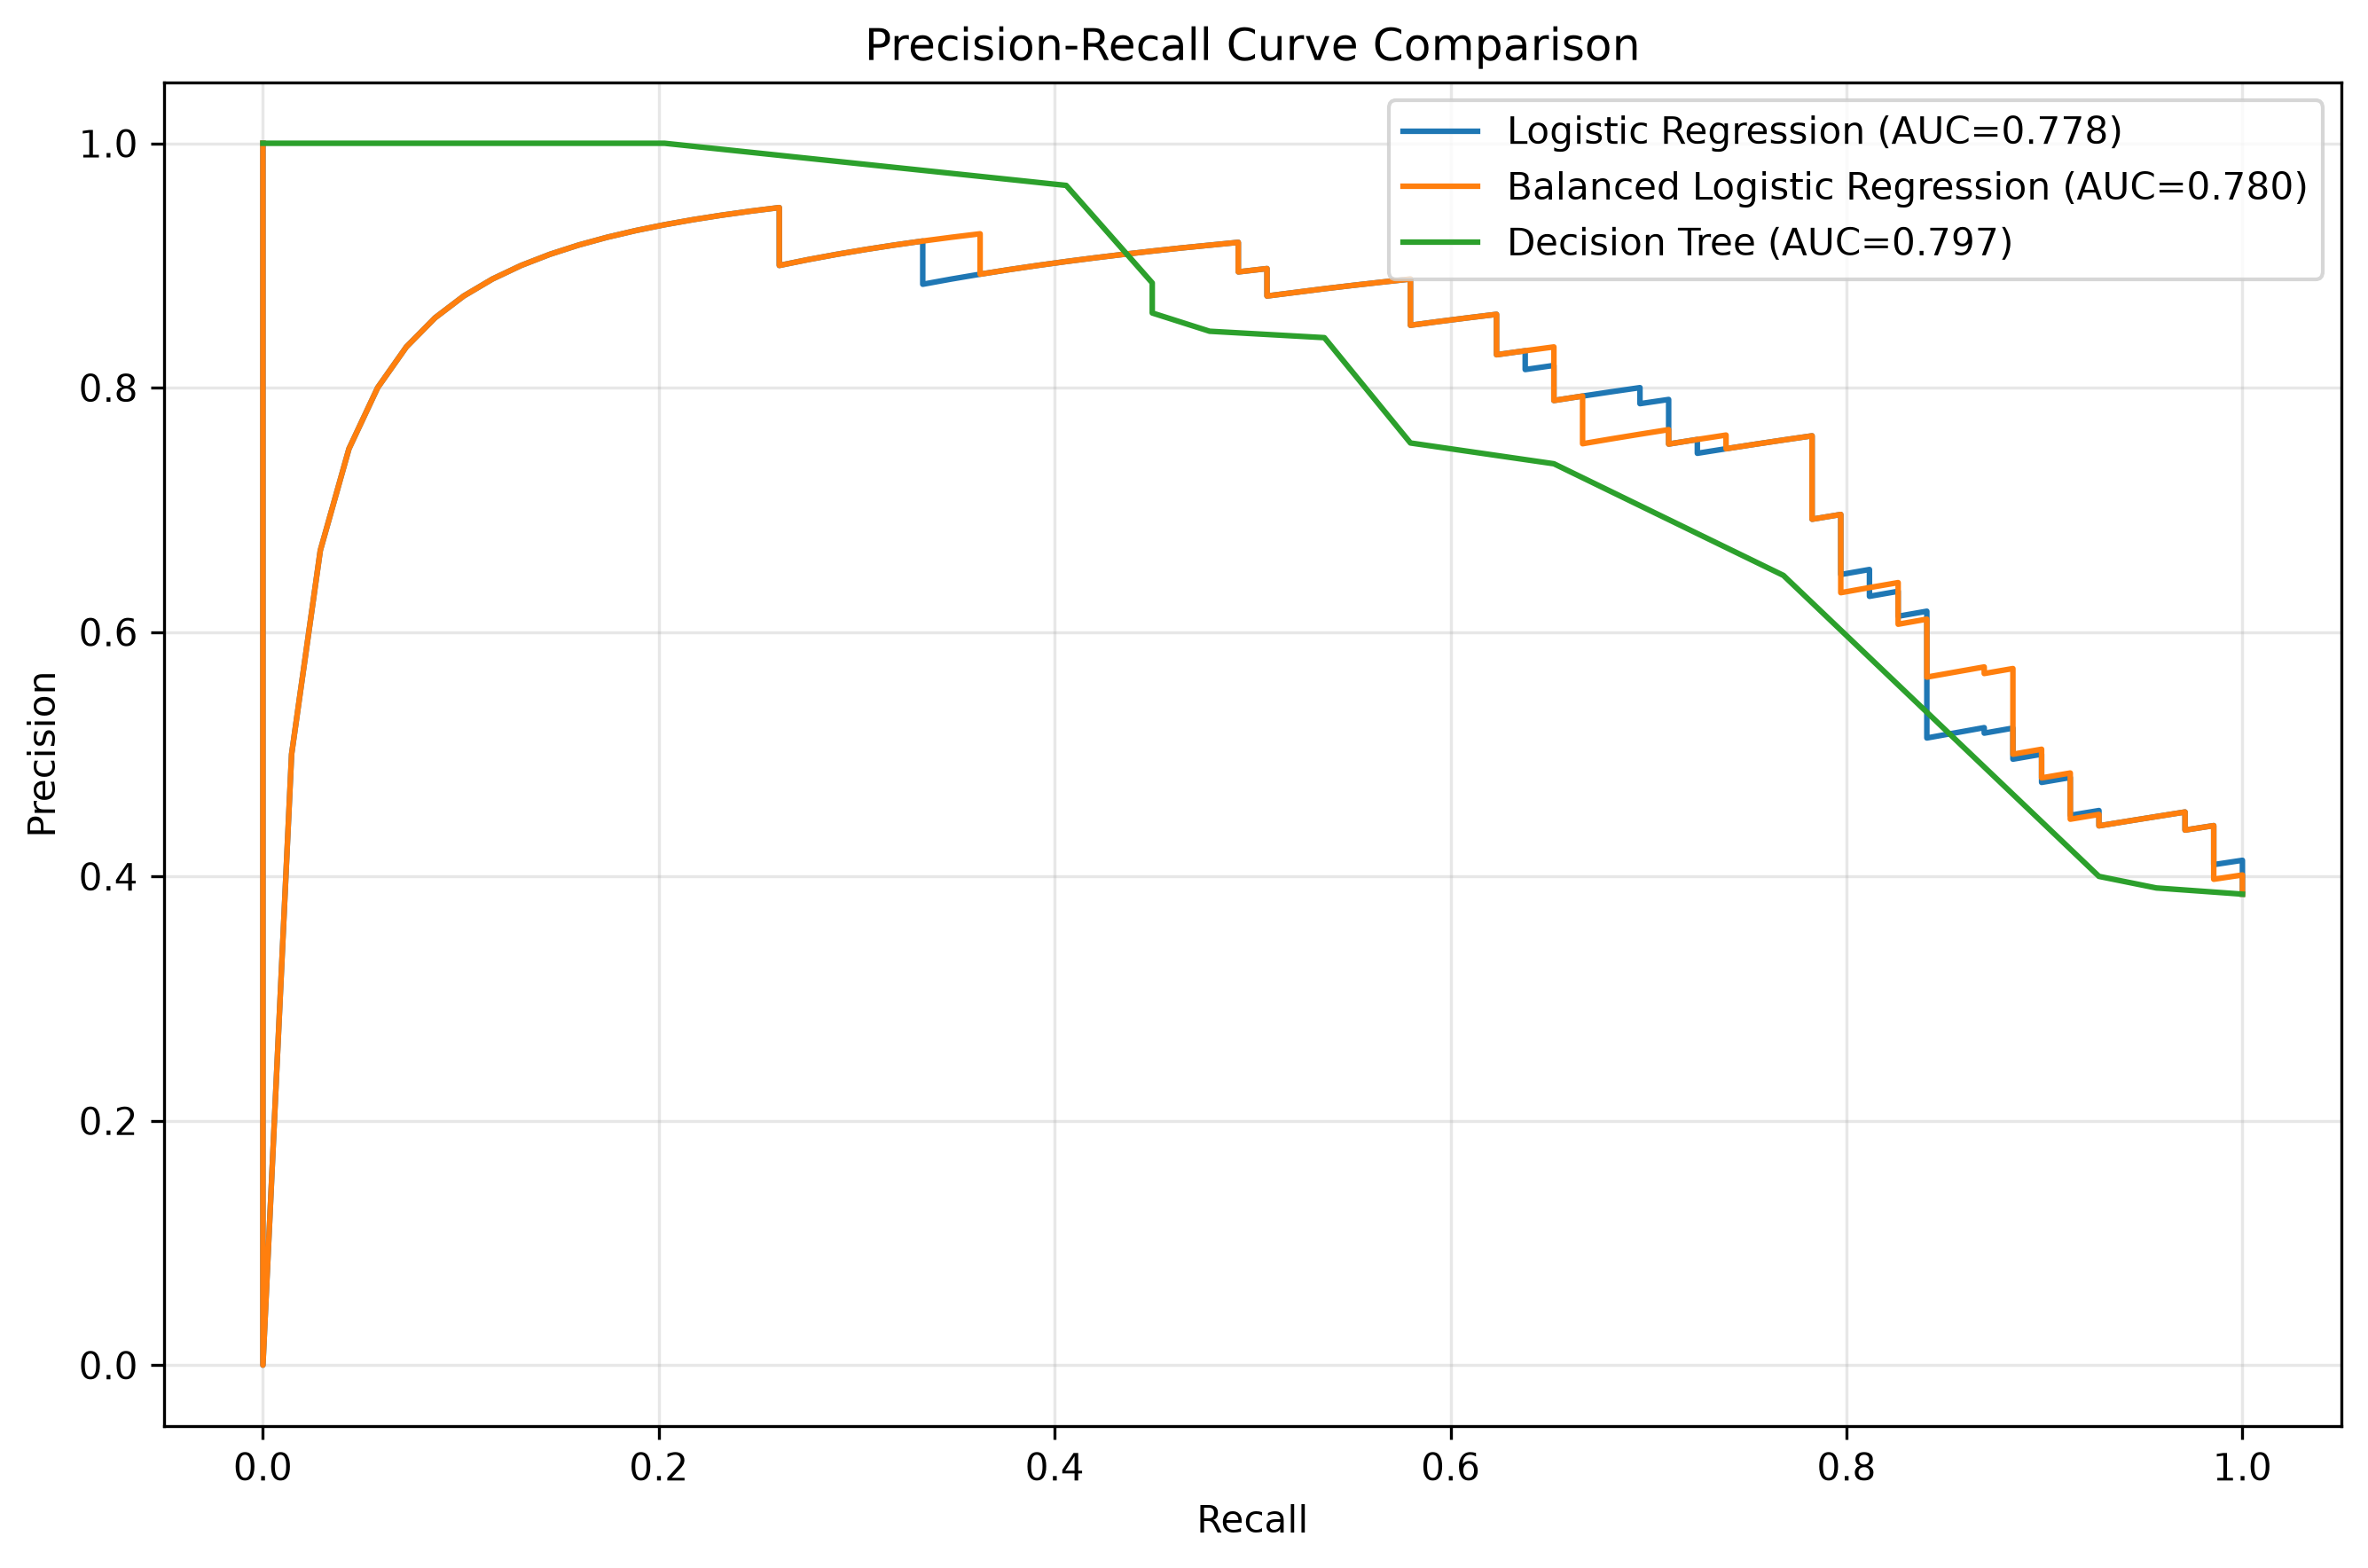 Precision-Recall Curve Comparison
Logistic Regression (AUC=0.778)
Balanced Logistic Regression (AUC=0.780)
Decision Tree (AUC=0.797)
Precision
1.0
0.8
0.6
0.4
0.2
0.0
0.0 0.2 0.4 0.6 0.8 1.0
Recall